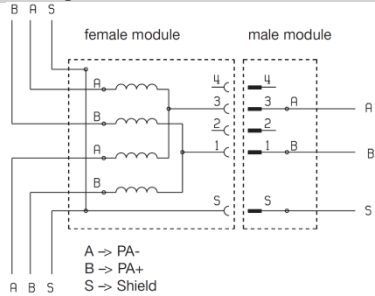 B A S
female module
male module
A
4
4
3
3
A
A
B
2
2
A
1
1
B
B
B
S
S
S
A -> PA-
B -> PA+
S -> Shield
A B S